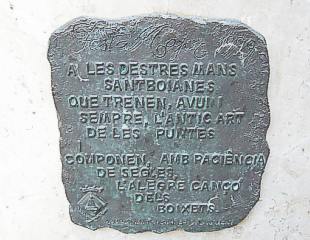 A LES DESTRES MANS
SANTBOIANES
QUE TRENEN, AVUI I
SEMPRE, L'ANTIC ART
DE LES PUNTES
I
COMPONEN, AMB PACIÈNCIA
DE SEGLES,
L'ALEGRE CANÇÓ
DELS
BOIXETS.